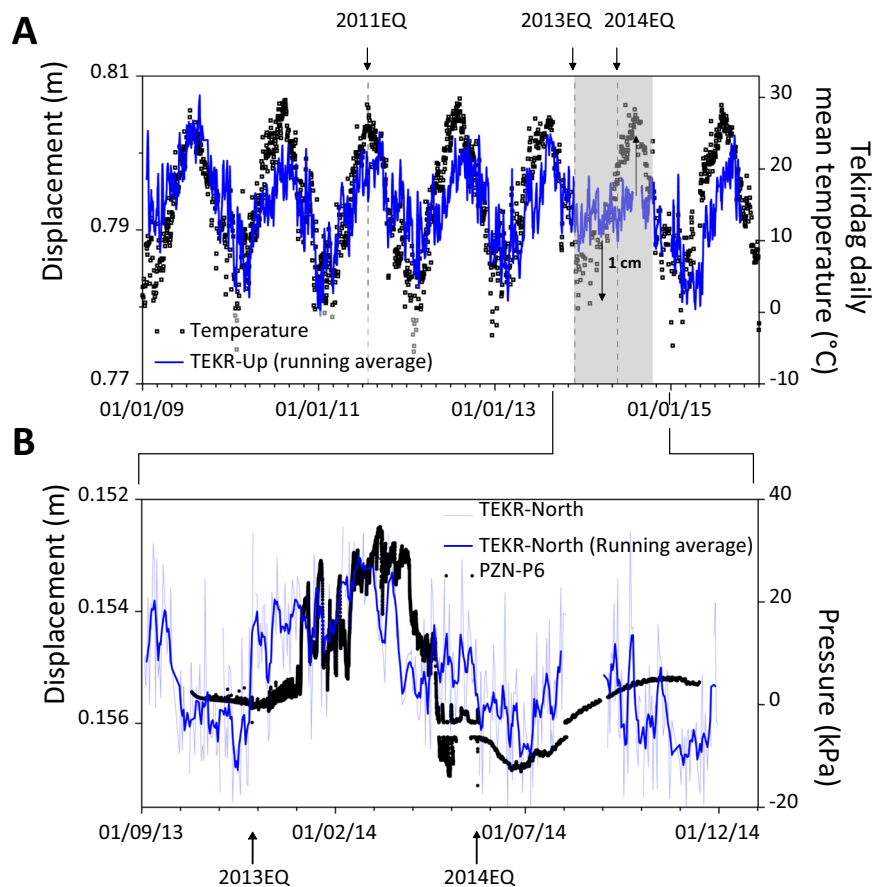 2011EQ
2013EQ 2014EQ
A
0.81
0.79
0.77
Displacement (m)
30
20
10
0
-10
Tekirdag daily
mean temperature (°C)
1 cm
Temperature
TEKR-Up (running average)
01/01/09
01/01/11
01/01/13
01/01/15
B
0.152
0.154
0.156
Displacement (m)
TEKR-North
TEKR-North (Running average)
PZN-P6
40
20
0
-20
Pressure (kPa)
01/09/13
01/02/14
01/07/14
01/12/14
2013EQ
2014EQ